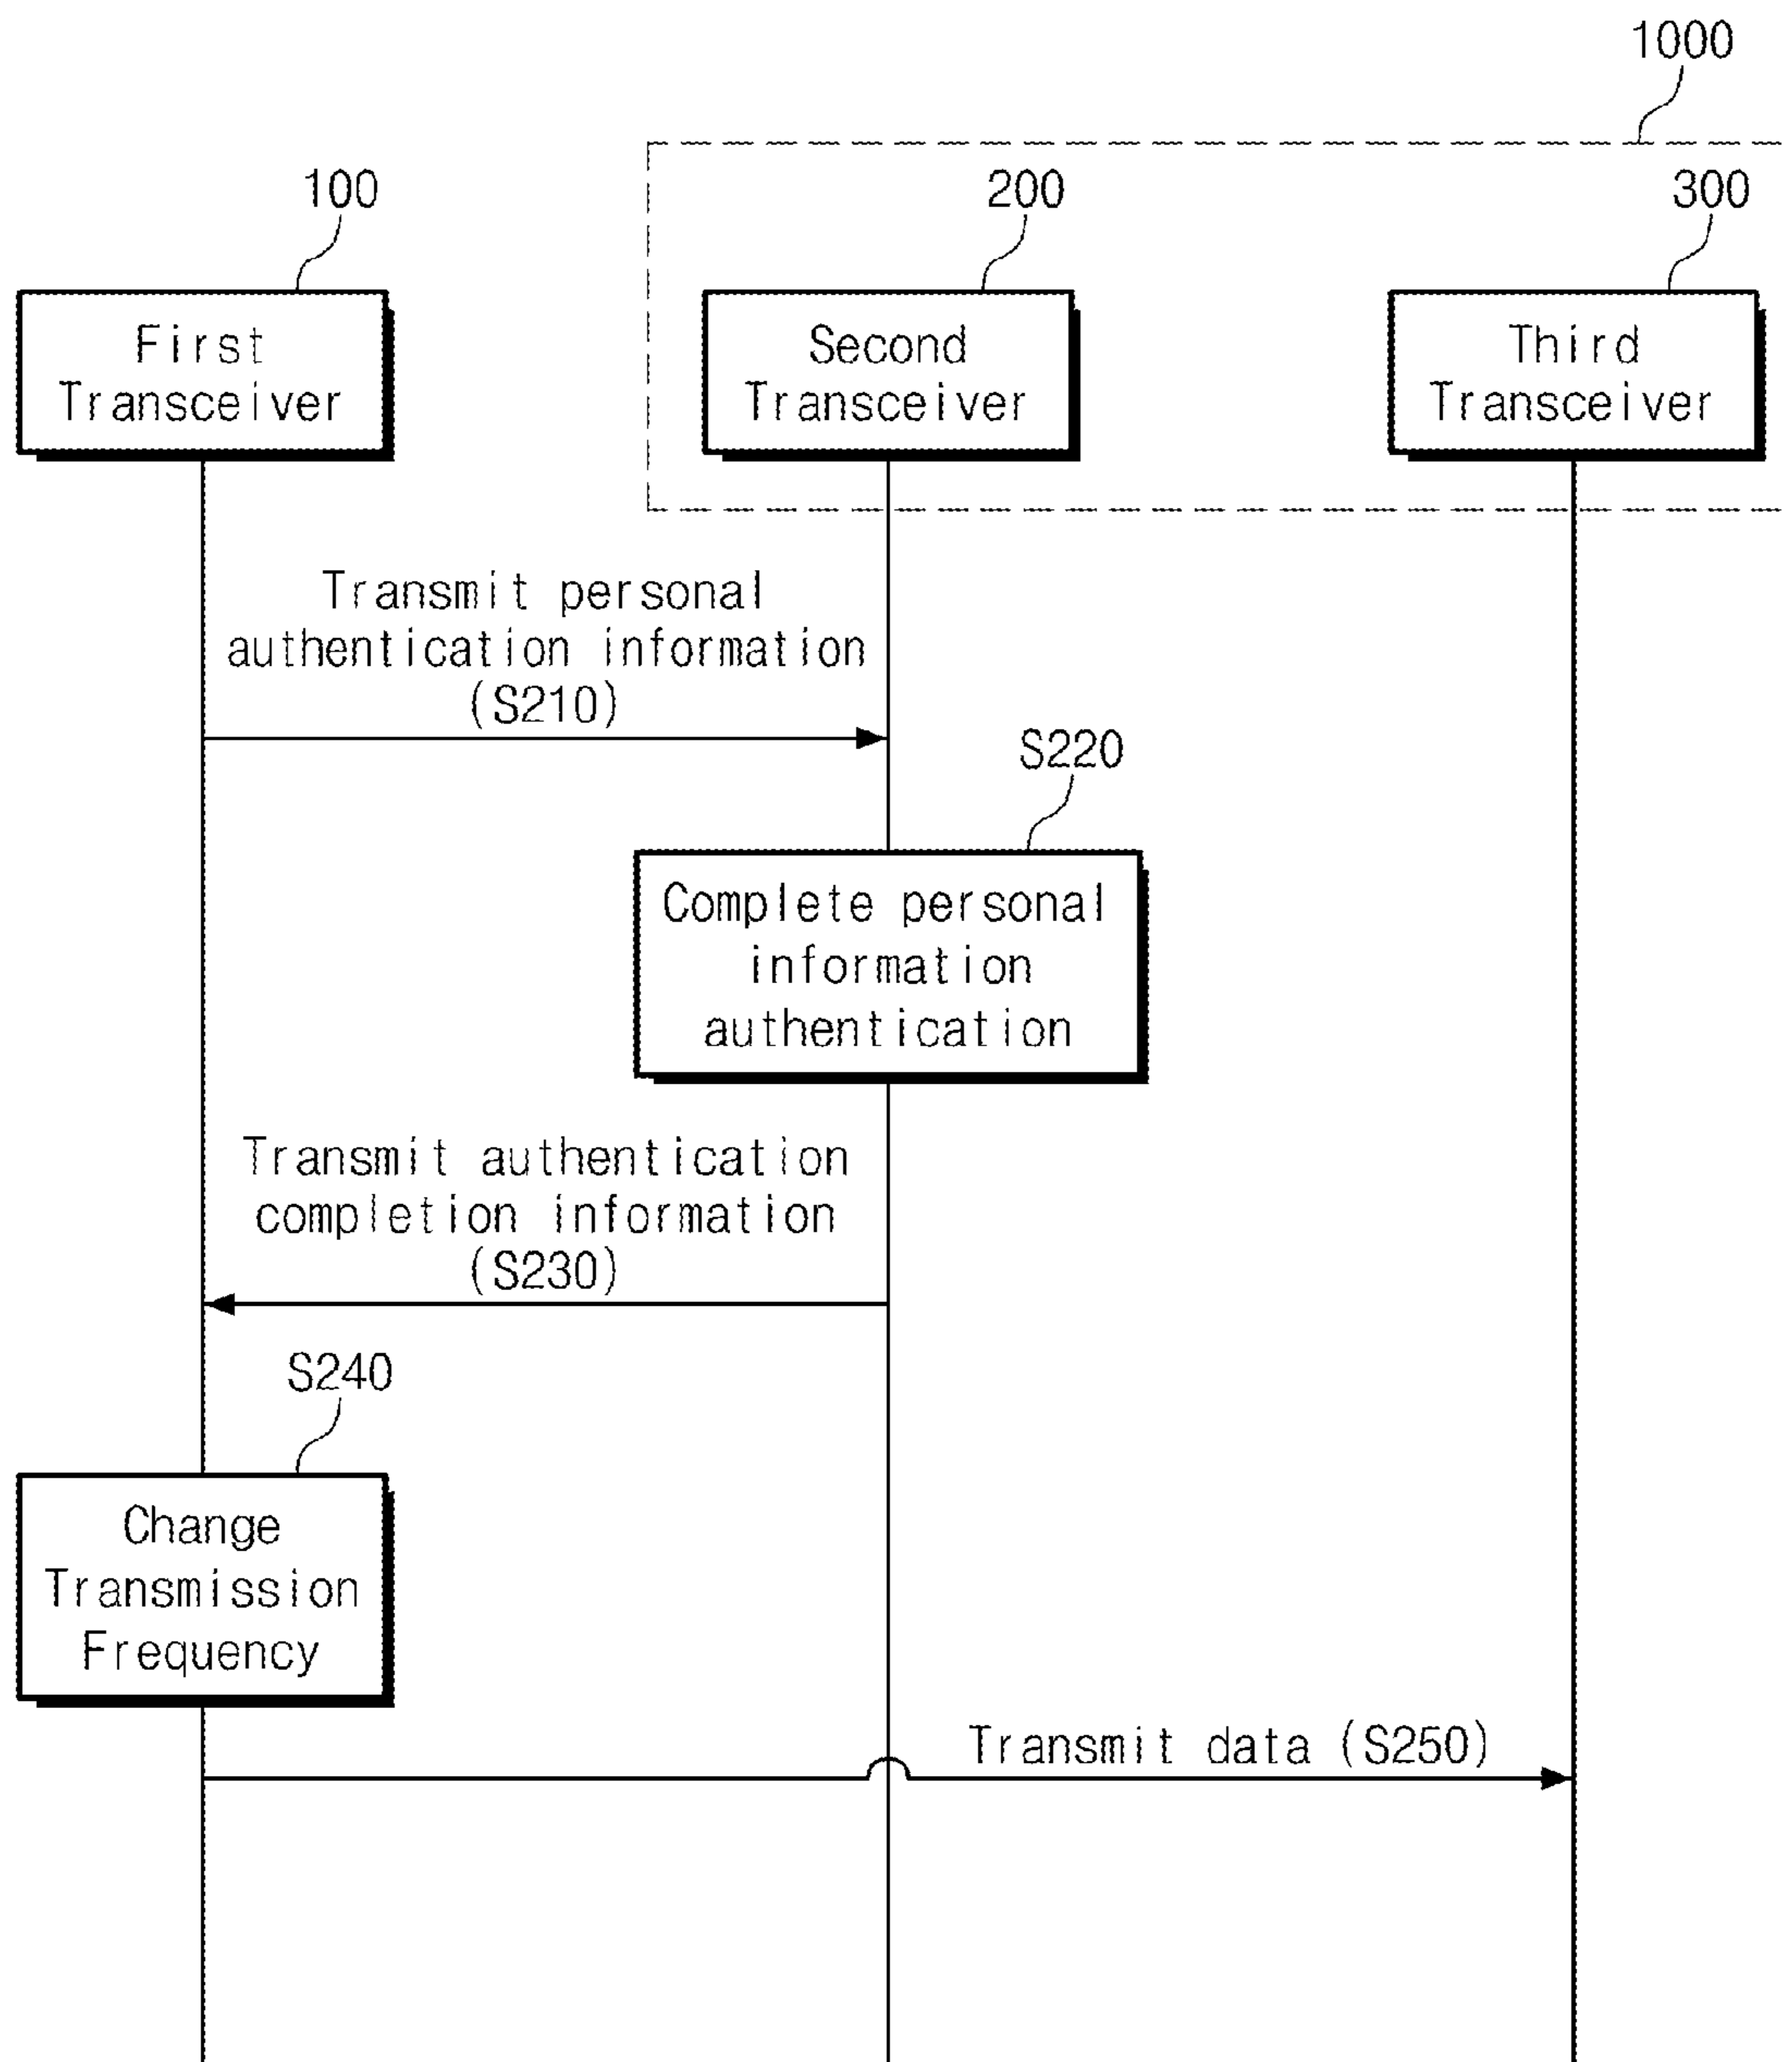 1000
100
200
300
First
Transceiver
Second
Transceiver
Third
Transceiver
Transmit personal
authentication information
(S210)
S220
Complete personal
information
authentication
Transmit authentication
completion information
(S230)
S240
Change
Transmission
Frequency
Transmit data (S250)